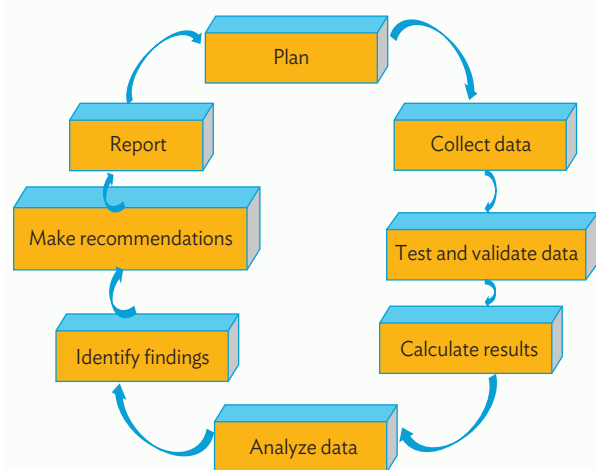 Plan
Collect data
Test and validate data
Calculate results
Analyze data
Identify findings
Make recommendations
Report